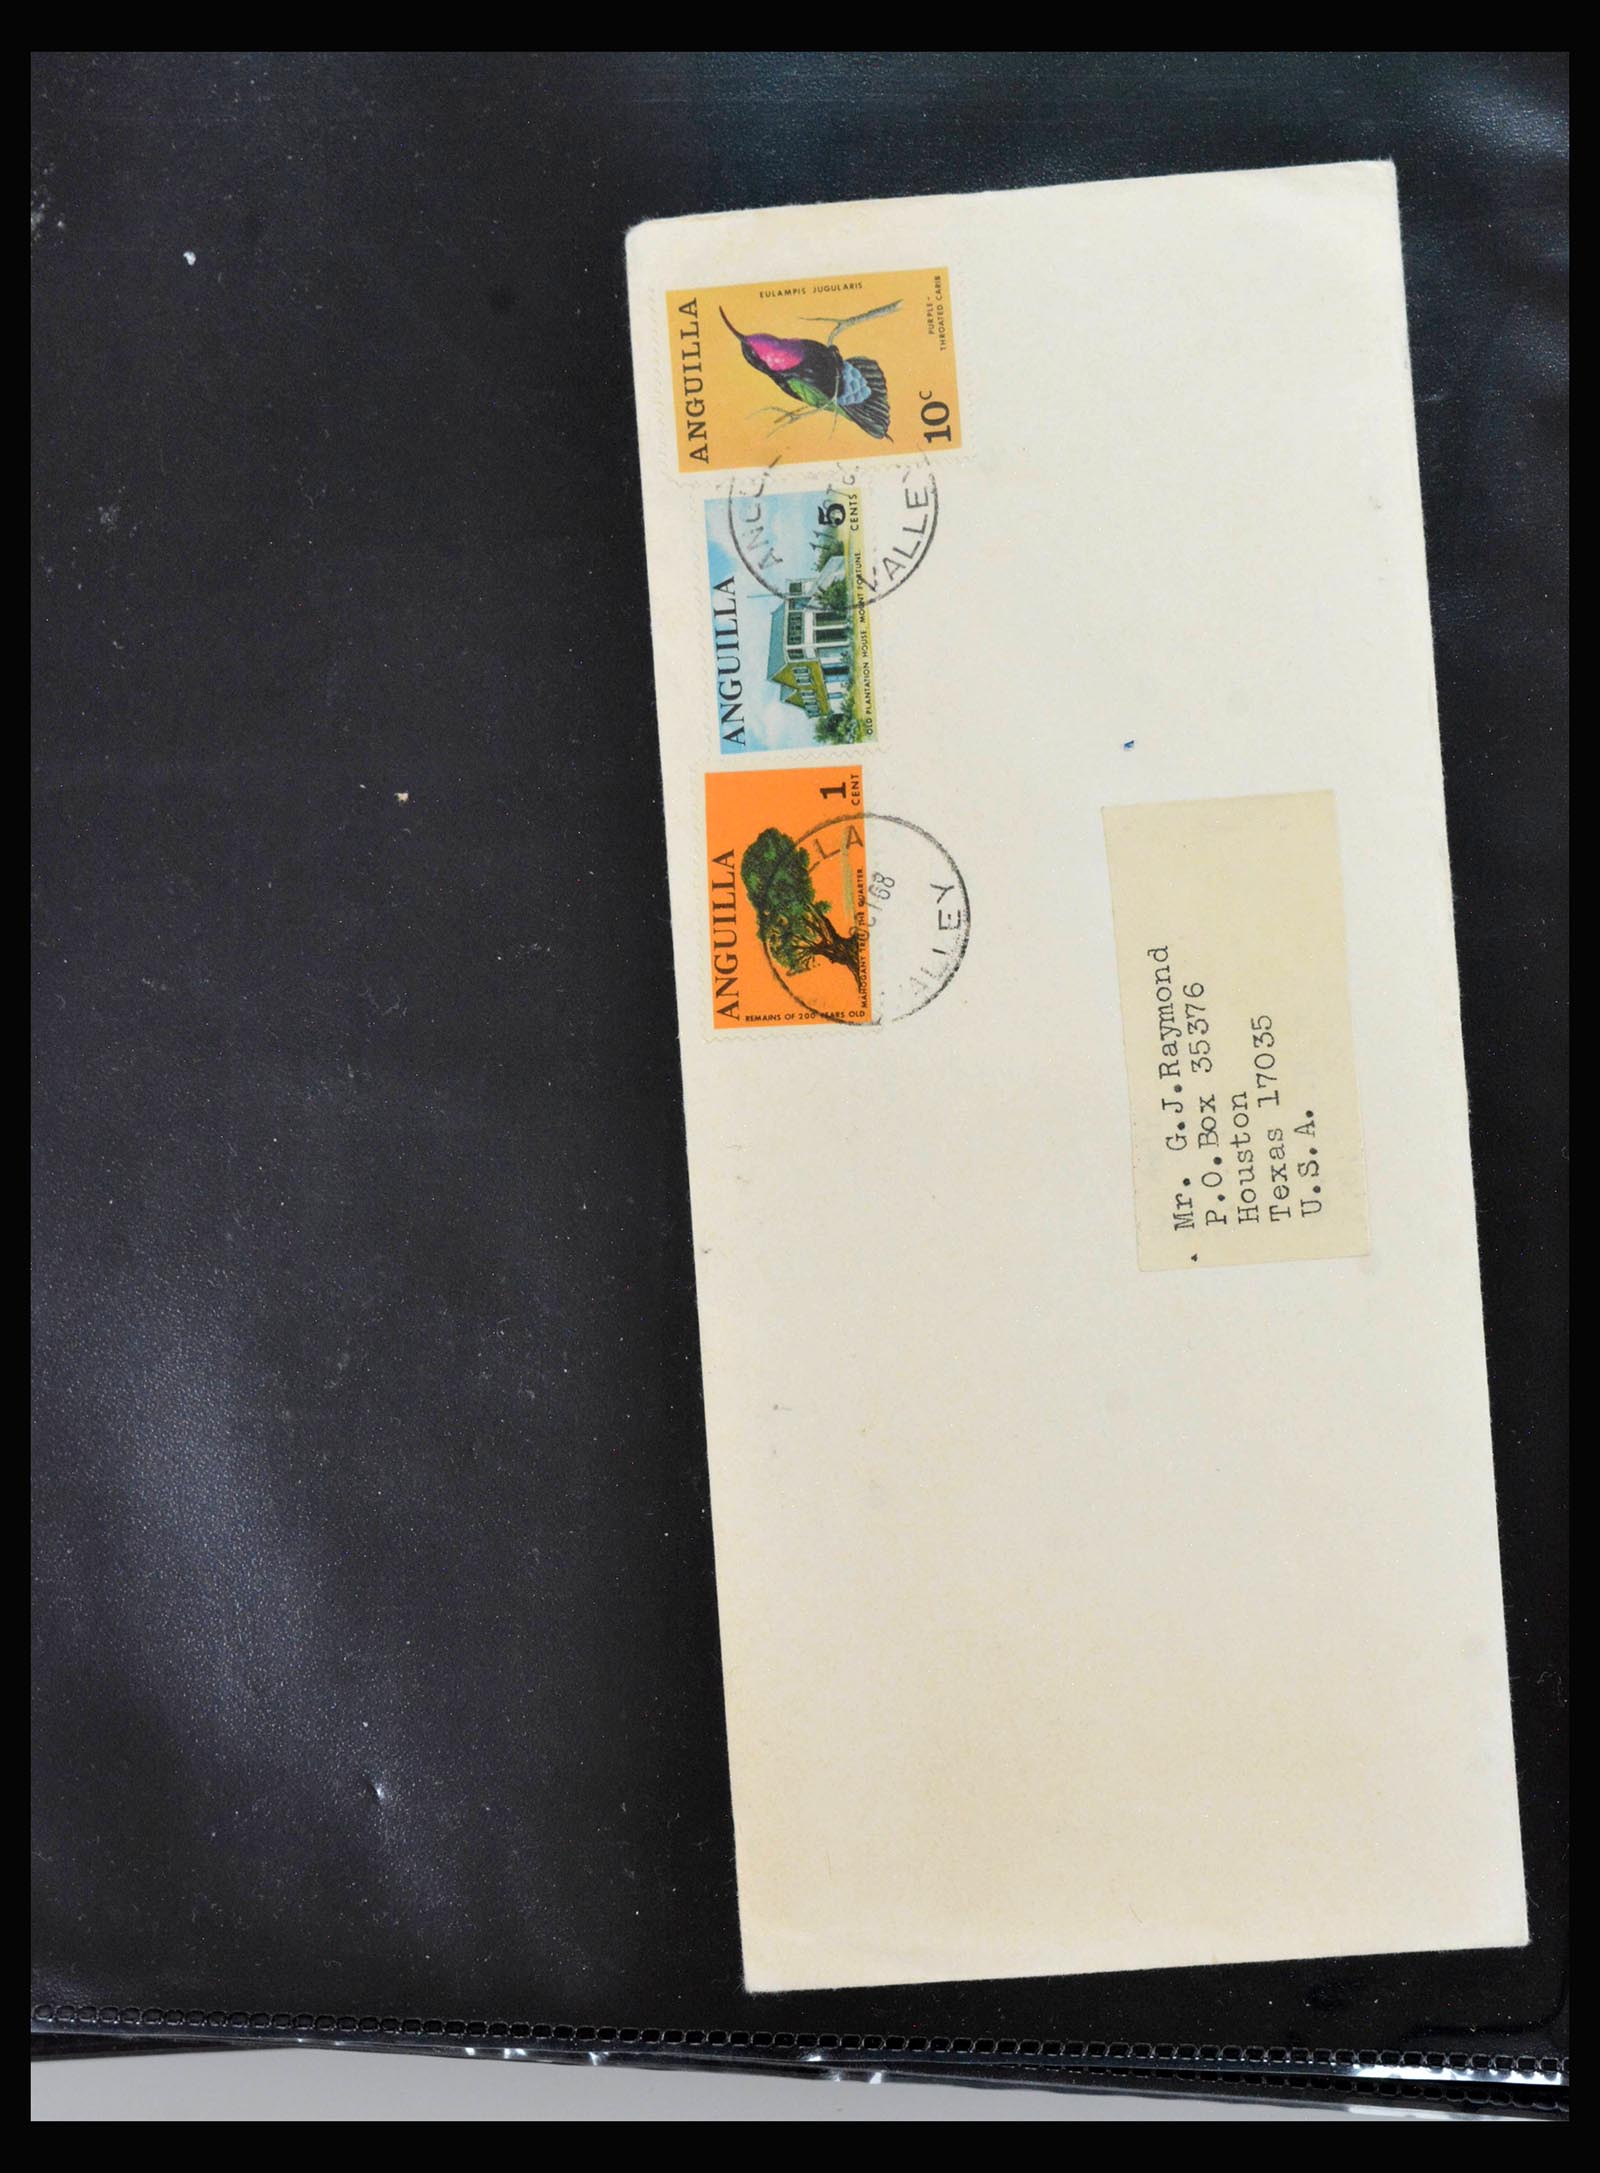 ANGUILLA
REMAINS OF 200 YEARS OLD
MAHOGANY TREE, THE QUARTER
1
CENT
ANGUILLA
OLD PLANTATION HOUSE, MOUNT FORTUNE
5
CENTS
ANGUILLA
EULAMPIS JUGULARIS
PURPLE-
THROATED CARIB
10c
VALLEY
ALLEY
68
Mr. G.J.Raymond
P.O.Box 35376
Houston
Texas 17035
U.S.A.